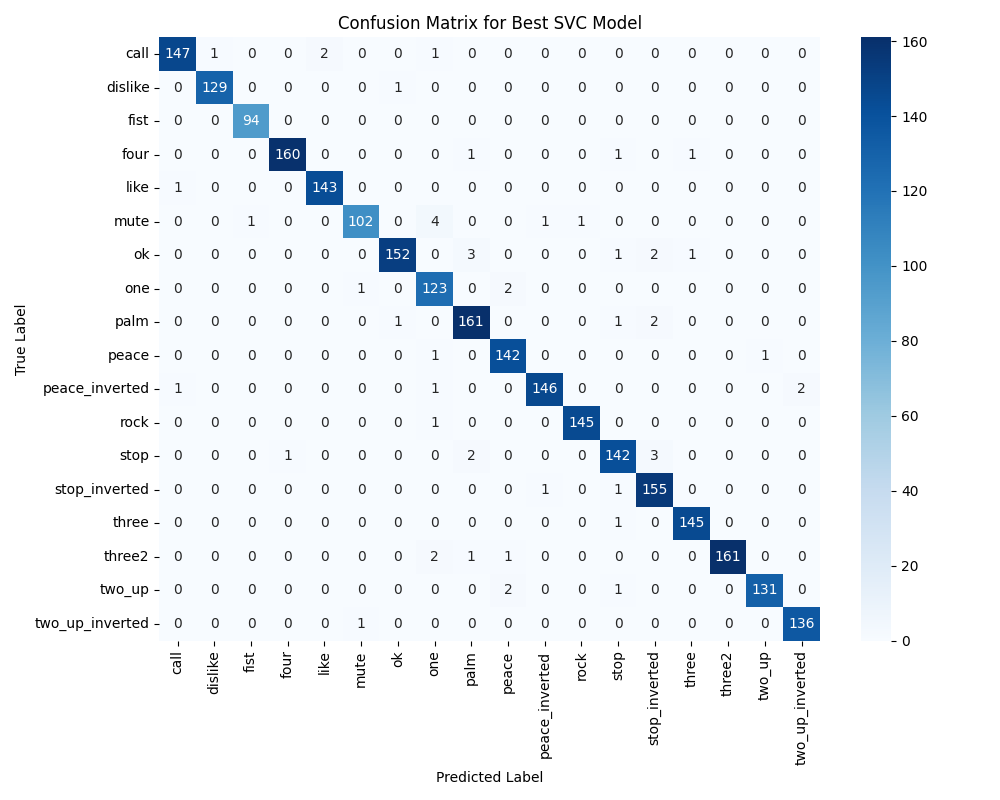 Confusion Matrix for Best SVC Model
call 147 1 0 0 2 0 0 1 0 0 0 0 0 0 0 0 0 0
dislike 0 129 0 0 0 0 1 0 0 0 0 0 0 0 0 0 0 0
fist 0 0 94 0 0 0 0 0 0 0 0 0 0 0 0 0 0 0
four 0 0 0 160 0 0 0 0 1 0 0 0 1 0 1 0 0 0
like 1 0 0 0 143 0 0 0 0 0 0 0 0 0 0 0 0 0
mute 0 0 1 0 0 102 0 4 0 0 1 1 0 0 0 0 0 0
ok 0 0 0 0 0 0 152 0 3 0 0 0 1 2 1 0 0 0
one 0 0 0 0 0 1 0 123 0 2 0 0 0 0 0 0 0 0
palm 0 0 0 0 0 0 1 0 161 0 0 0 1 2 0 0 0 0
peace 0 0 0 0 0 0 0 1 0 142 0 0 0 0 0 0 1 0
peace_inverted 1 0 0 0 0 0 0 1 0 0 146 0 0 0 0 0 0 2
rock 0 0 0 0 0 0 0 1 0 0 0 145 0 0 0 0 0 0
stop 0 0 0 1 0 0 0 0 2 0 0 0 142 3 0 0 0 0
stop_inverted 0 0 0 0 0 0 0 0 0 0 1 0 1 155 0 0 0 0
three 0 0 0 0 0 0 0 0 0 0 0 0 1 0 145 0 0 0
three2 0 0 0 0 0 0 0 2 1 1 0 0 0 0 0 161 0 0
two_up 0 0 0 0 0 0 0 0 0 2 0 0 1 0 0 0 131 0
two_up_inverted 0 0 0 0 0 1 0 0 0 0 0 0 0 0 0 0 0 136
True Label
call dislike fist four like mute ok one palm peace peace_inverted rock stop stop_inverted three three2 two_up two_up_inverted
Predicted Label
160
140
120
100
80
60
40
20
0